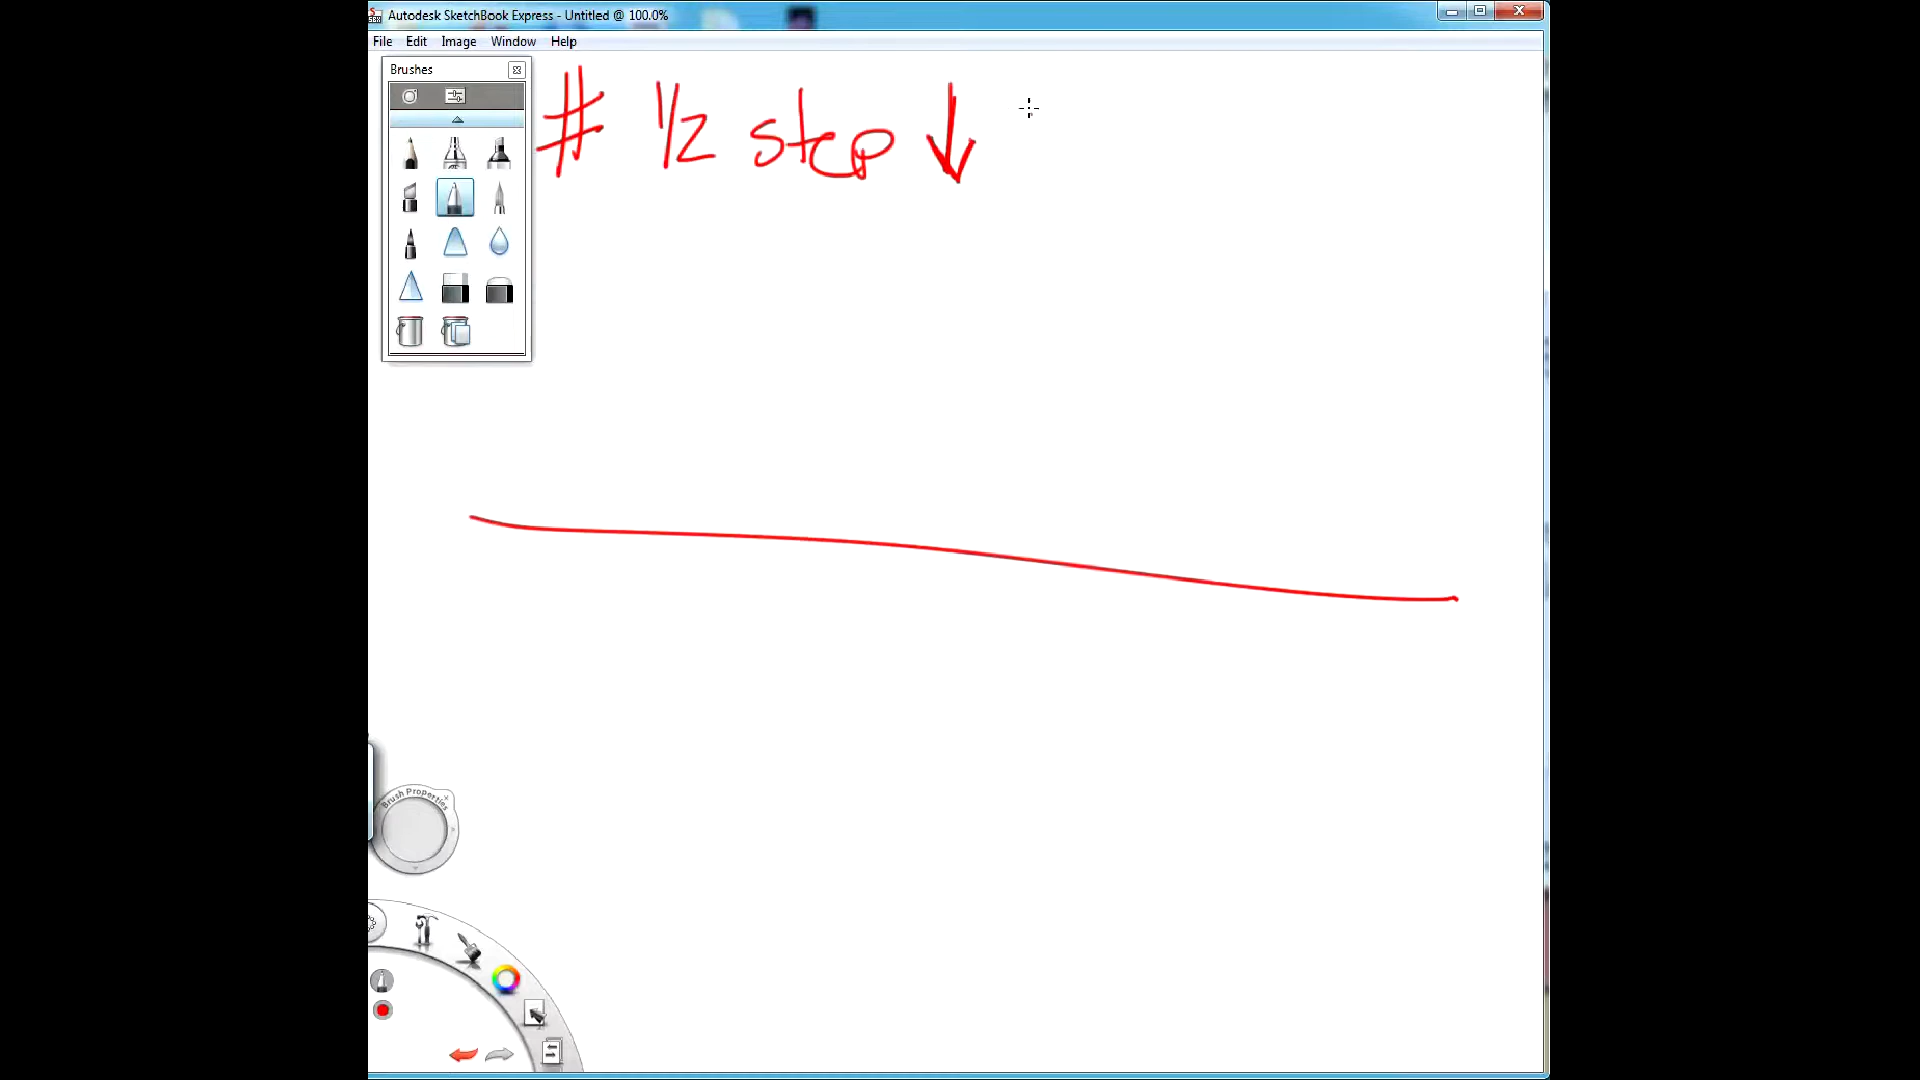 Autodesk SketchBook Express - Untitled @ 100.0%
File Edit Image Window Help
Brushes
# 1/2 step ↓
Brush Properties